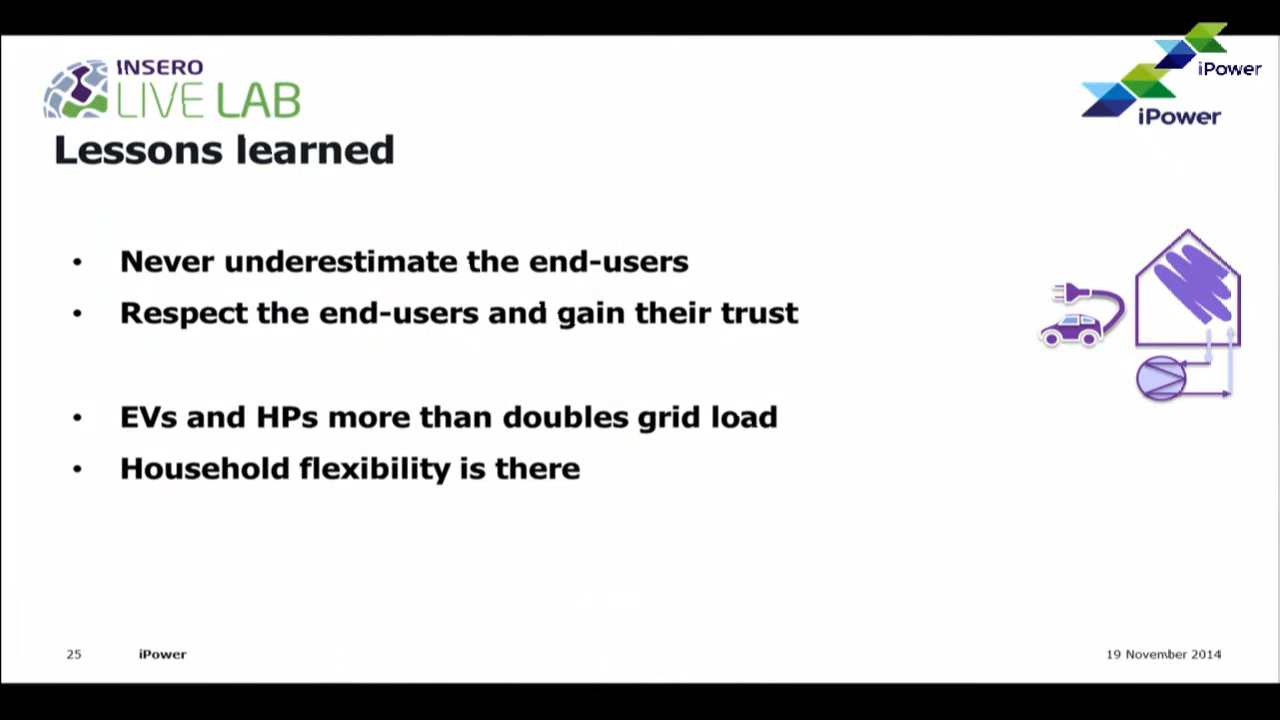 INSERO
LIVE LAB
iPower
iPower
Lessons learned
• Never underestimate the end-users
• Respect the end-users and gain their trust
• EVs and HPs more than doubles grid load
• Household flexibility is there
25 iPower 19 November 2014